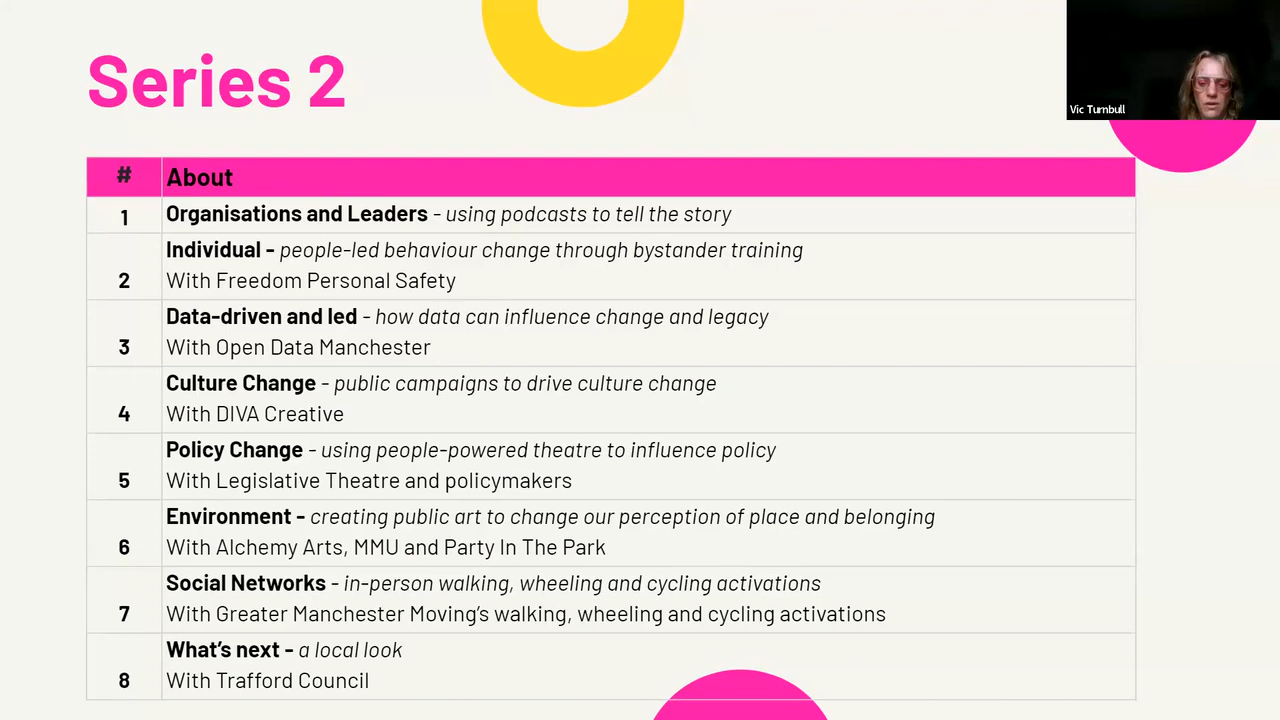 Series 2
Vic Turnbull
# About
1 Organisations and Leaders - using podcasts to tell the story
Individual - people-led behaviour change through bystander training
2 With Freedom Personal Safety
Data-driven and led - how data can influence change and legacy
3 With Open Data Manchester
Culture Change - public campaigns to drive culture change
4 With DIVA Creative
Policy Change - using people-powered theatre to influence policy
5 With Legislative Theatre and policymakers
Environment - creating public art to change our perception of place and belonging
6 With Alchemy Arts, MMU and Party In The Park
Social Networks - in-person walking, wheeling and cycling activations
7 With Greater Manchester Moving's walking, wheeling and cycling activations
What's next - a local look
8 With Trafford Council